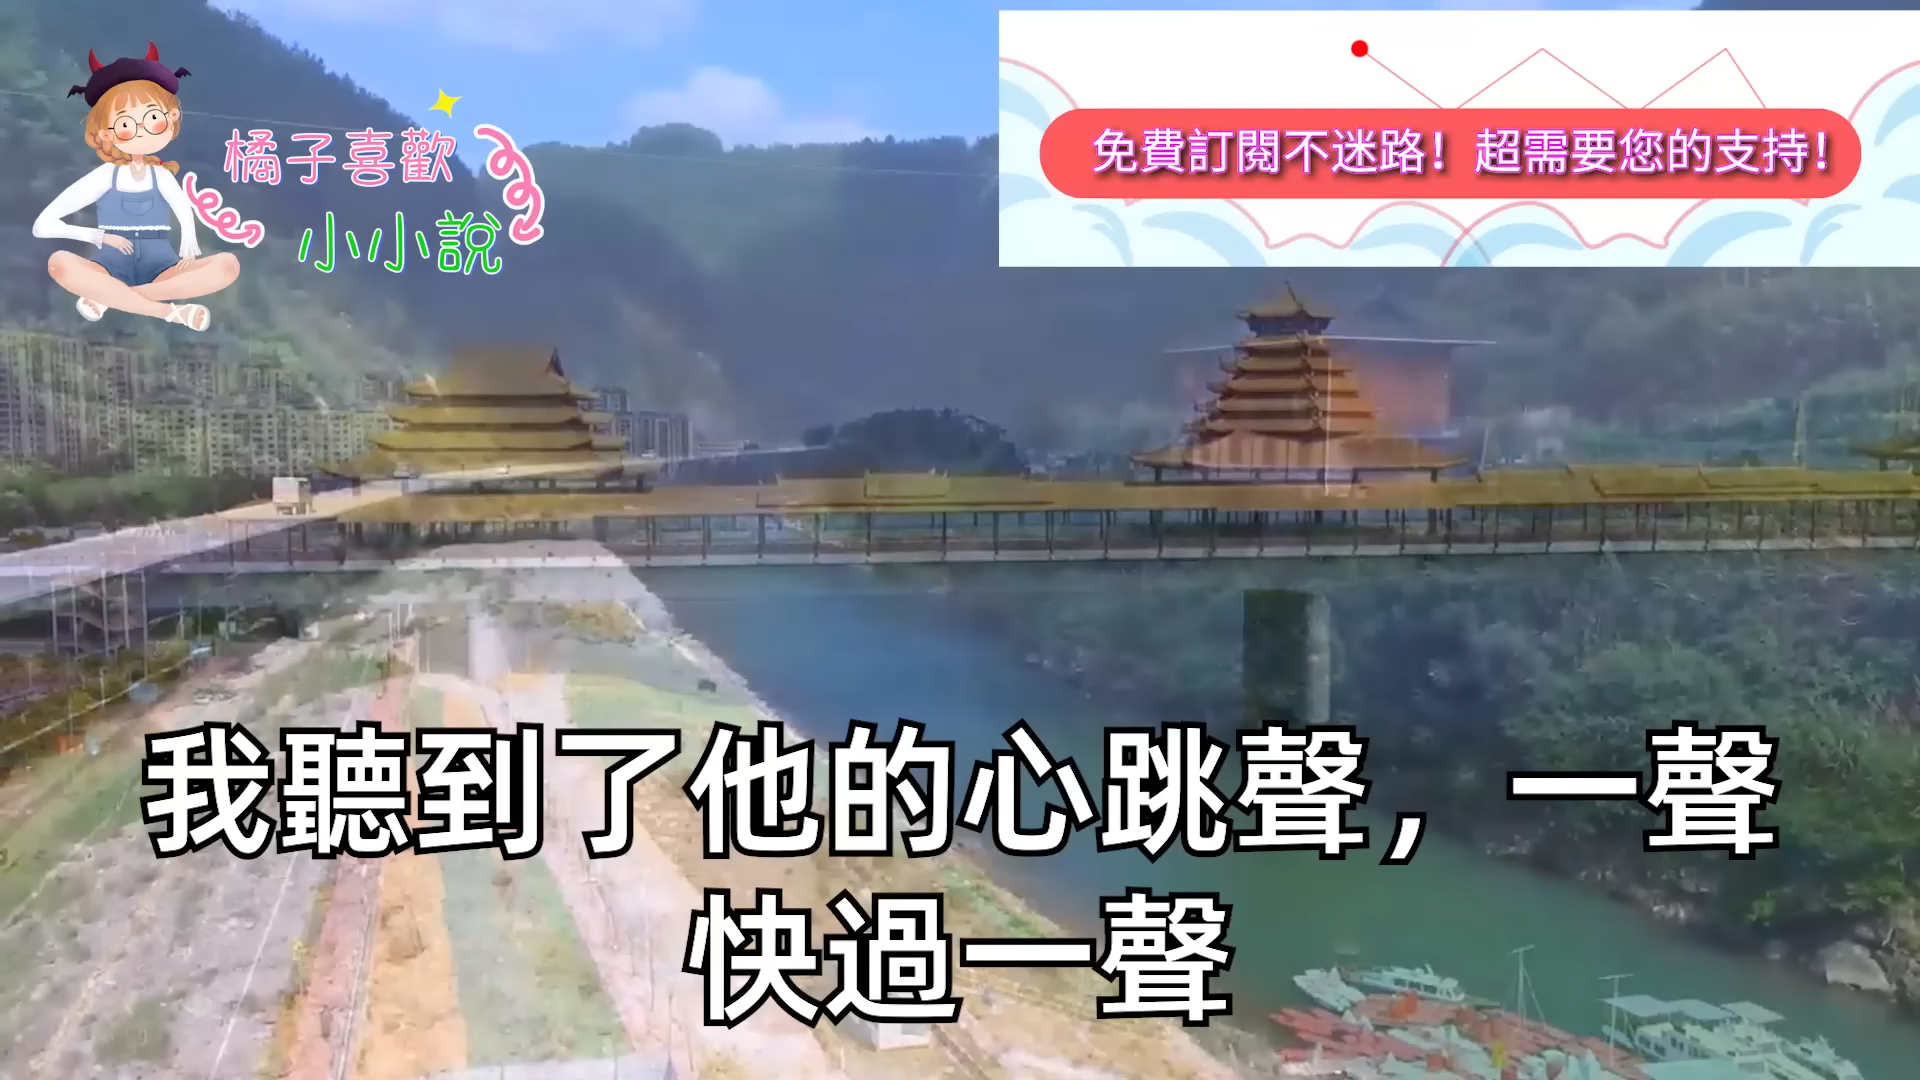 橘子喜歡
小小說
免費訂閱不迷路！超需要您的支持！
我聽到了他的心跳聲，一聲
快過一聲